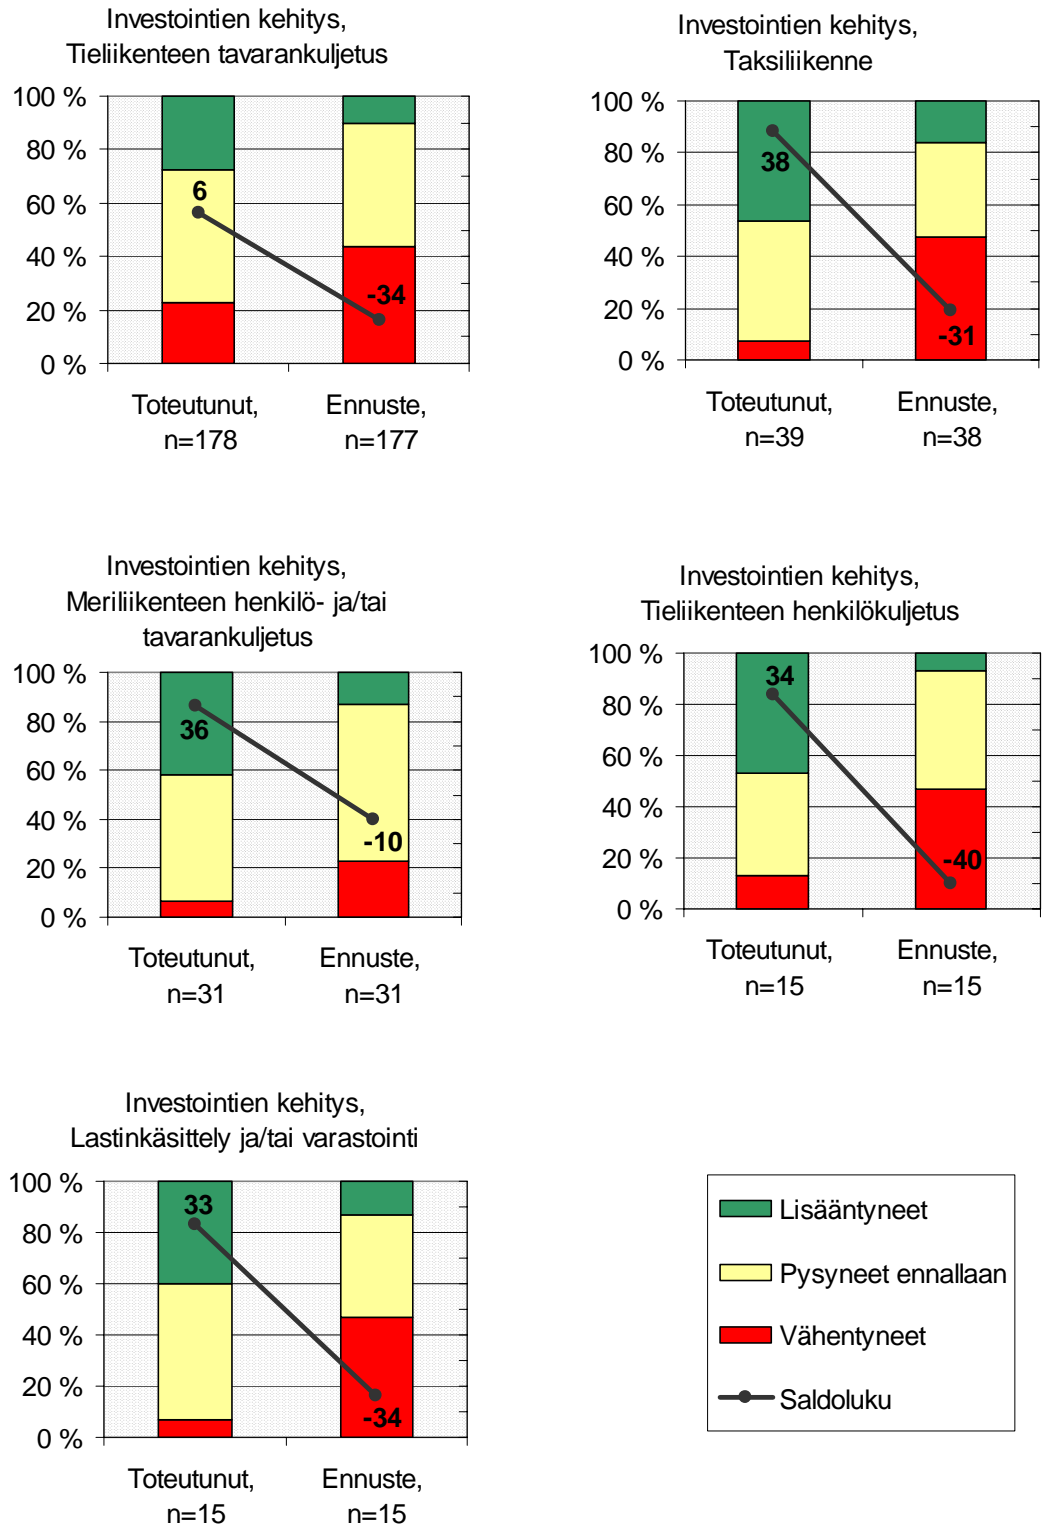 Investointien kehitys,
Tieliikenteen tavarankuljetus
100 %
80 %
60 %
40 %
20 %
0 %
6
-34
Toteutunut,
n=178
Ennuste,
n=177
Investointien kehitys,
Taksiliikenne
100 %
80 %
60 %
40 %
20 %
0 %
38
-31
Toteutunut,
n=39
Ennuste,
n=38
Investointien kehitys,
Meriliikenteen henkilö- ja/tai
tavarankuljetus
100 %
80 %
60 %
40 %
20 %
0 %
36
-10
Toteutunut,
n=31
Ennuste,
n=31
Investointien kehitys,
Tieliikenteen henkilökuljetus
100 %
80 %
60 %
40 %
20 %
0 %
34
-40
Toteutunut,
n=15
Ennuste,
n=15
Investointien kehitys,
Lastinkäsittely ja/tai varastointi
100 %
80 %
60 %
40 %
20 %
0 %
33
-34
Toteutunut,
n=15
Ennuste,
n=15
Lisääntyneet
Pysyneet ennallaan
Vähentyneet
Saldoluku